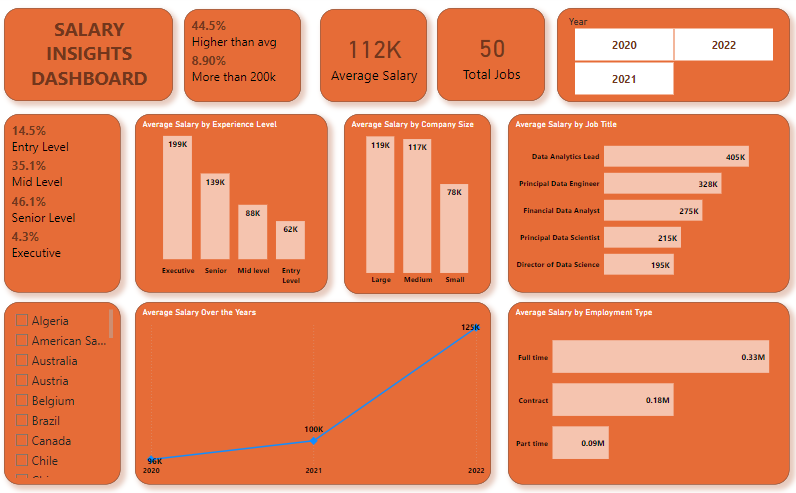 SALARY
INSIGHTS
DASHBOARD
44.5%
Higher than avg
8.90%
More than 200k
112K
Average Salary
50
Total Jobs
Year
2020
2022
2021
14.5%
Entry Level
35.1%
Mid Level
46.1%
Senior Level
4.3%
Executive
Average Salary by Experience Level
199K
139K
88K
62K
Executive
Senior
Mid level
Entry
Level
Average Salary by Company Size
119K
117K
78K
Large
Medium
Small
Average Salary by Job Title
Data Analytics Lead
405K
Principal Data Engineer
328K
Financial Data Analyst
275K
Principal Data Scientist
215K
Director of Data Science
195K
Algeria
American Sa...
Australia
Austria
Belgium
Brazil
Canada
Chile
Average Salary Over the Years
125K
100K
96K
2020
2021
2022
Average Salary by Employment Type
Full time
0.33M
Contract
0.18M
Part time
0.09M